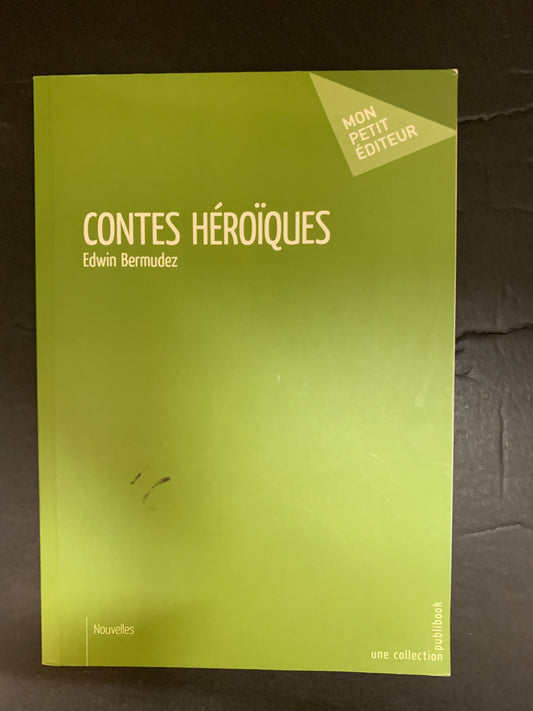 MON
PETIT
ÉDITEUR
CONTES HÉROÏQUES
Edwin Bermudez
Nouvelles
une collection publibook